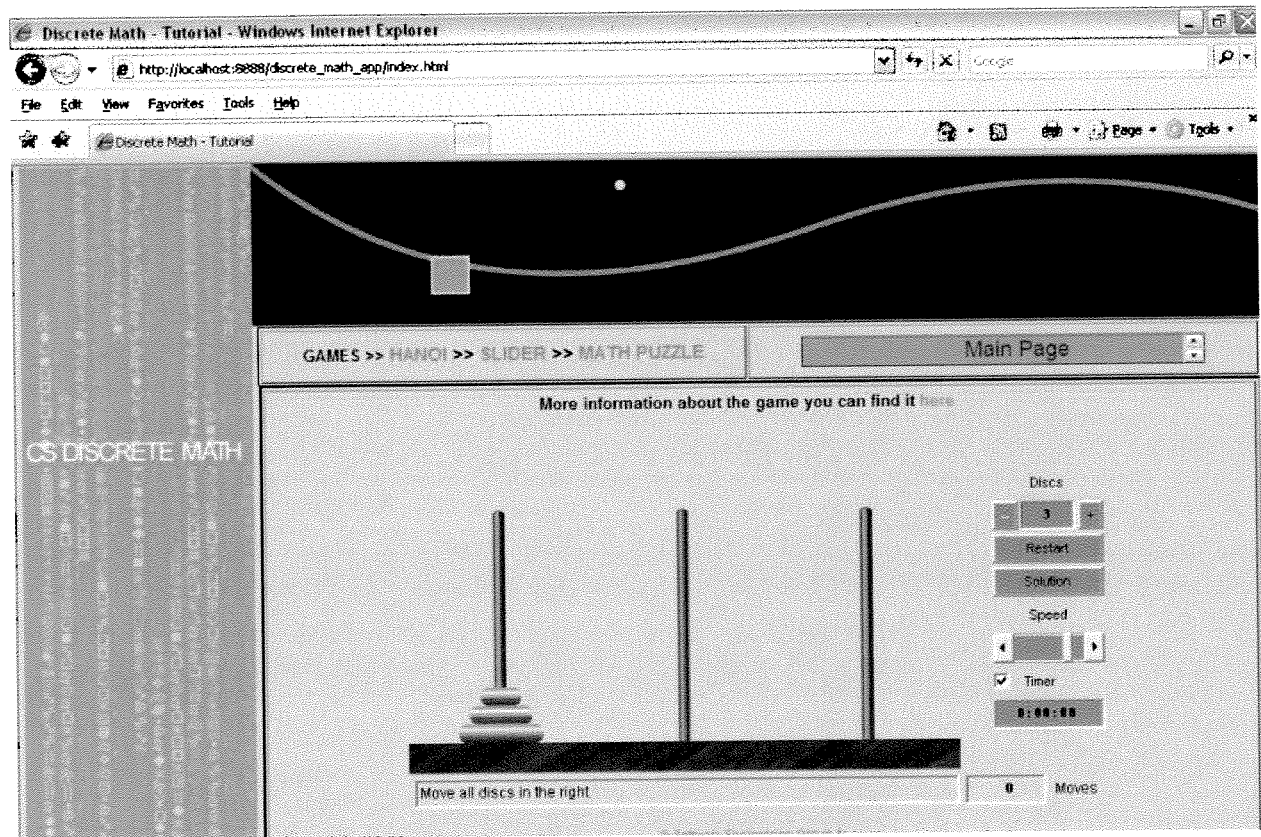 Discrete Math - Tutorial - Windows Internet Explorer
http://localhost:8888/discrete_math_app/index.html
Google
File Edit View Favorites Tools Help
Discrete Math - Tutorial
Page Tools
GAMES >> HANOI >> SLIDER >> MATH PUZZLE
Main Page
More information about the game you can find it here
CS DISCRETE MATH
Discs
- 3 +
Restart
Solution
Speed
Timer
0:00:00
Move all discs in the right
0 Moves